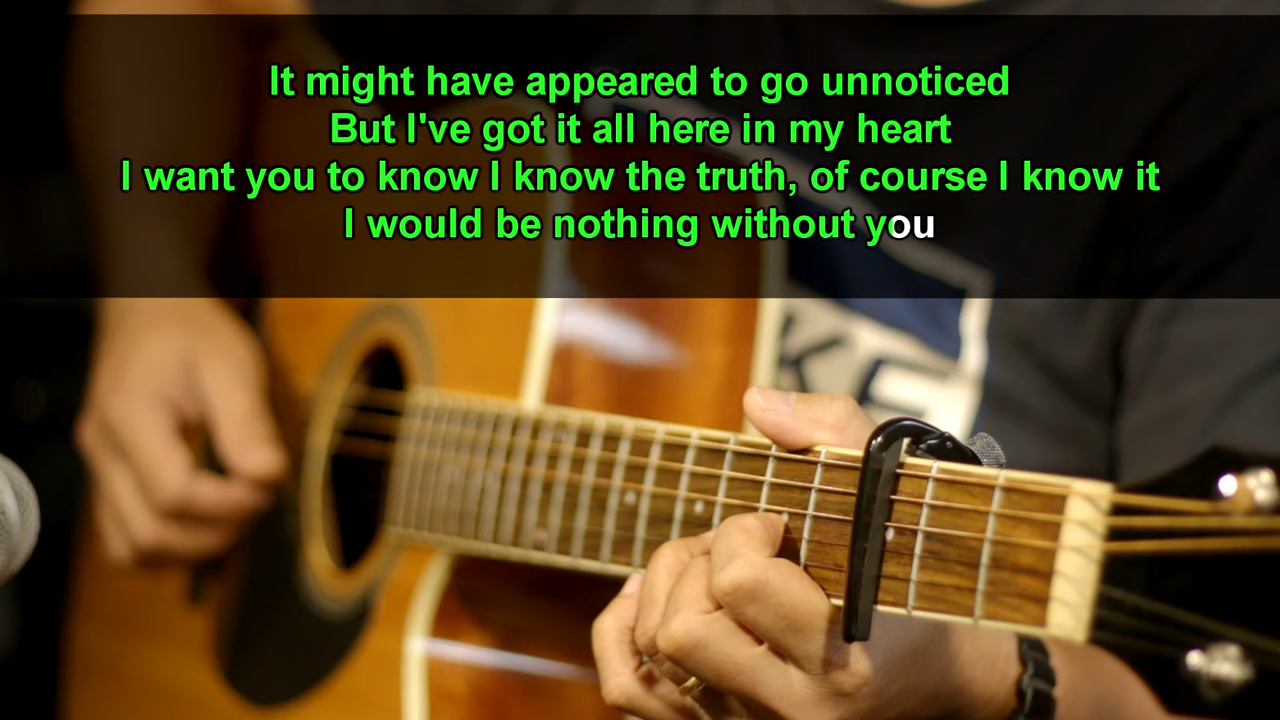 It might have appeared to go unnoticed
But I've got it all here in my heart
I want you to know I know the truth, of course I know it
I would be nothing without you